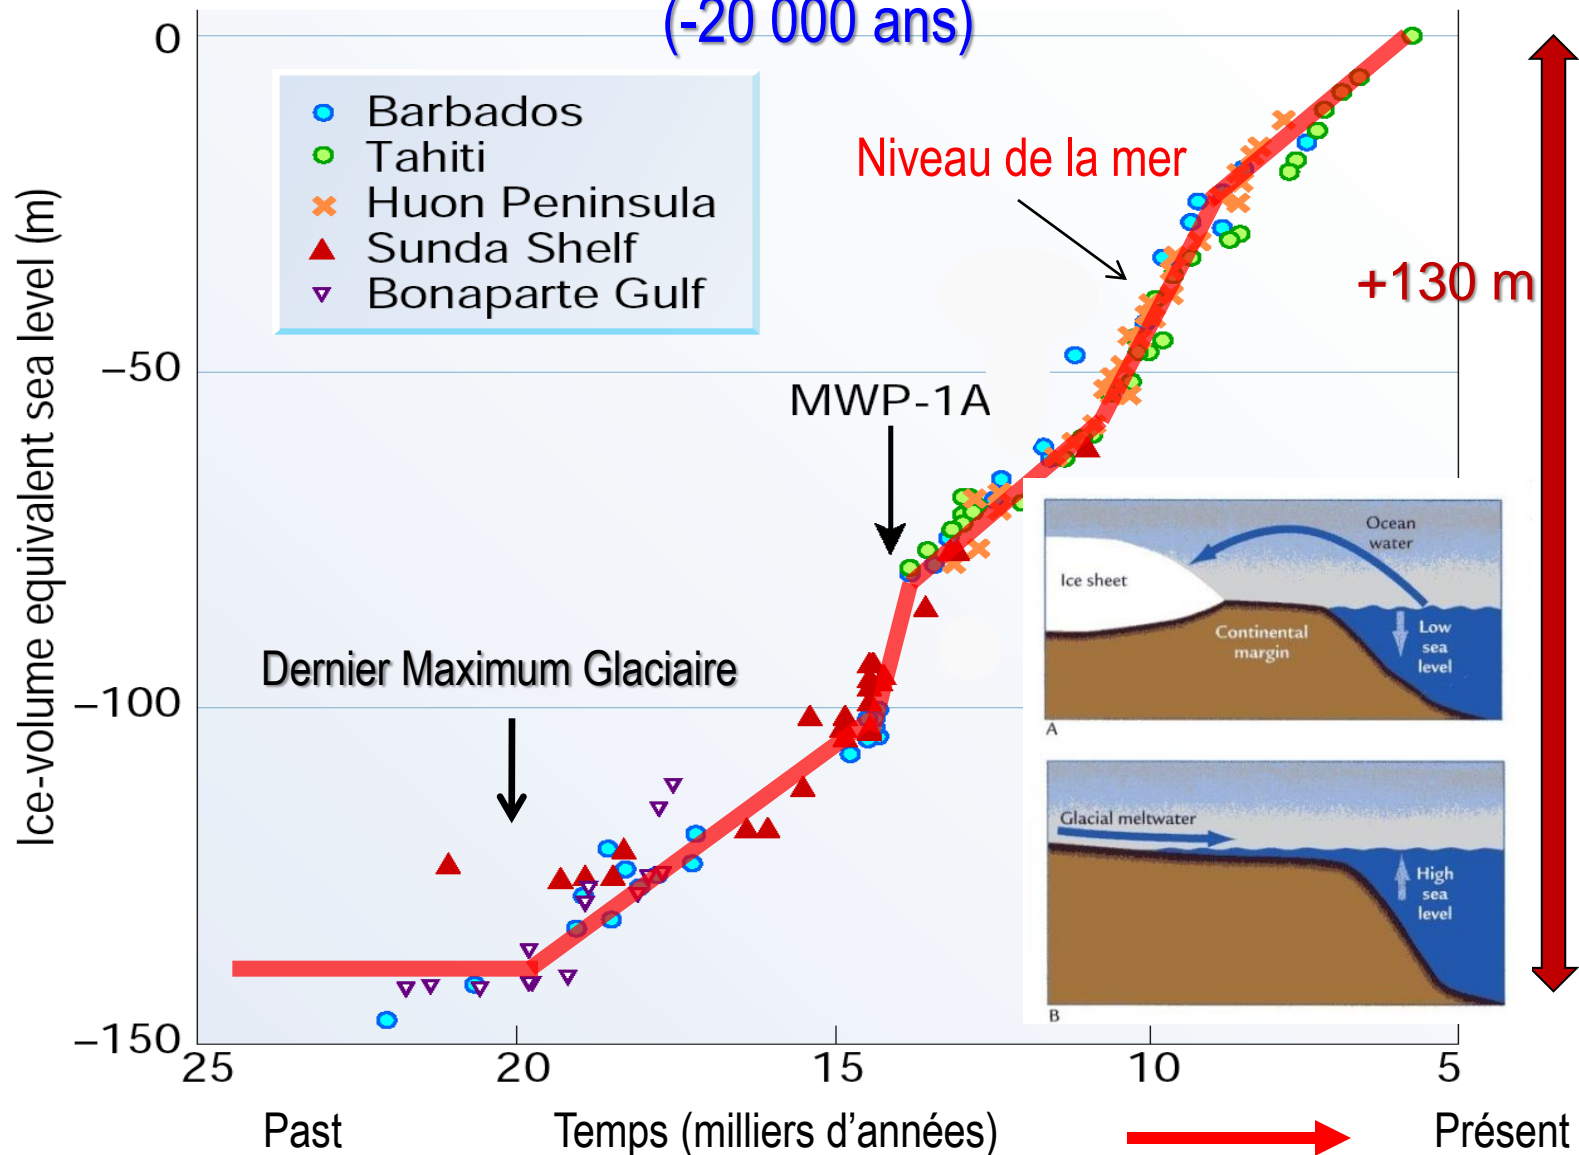 (-20 000 ans)
0
−50
−100
−150
Ice-volume equivalent sea level (m)
Barbados
Tahiti
Huon Peninsula
Sunda Shelf
Bonaparte Gulf
Niveau de la mer
+130 m
MWP-1A
Dernier Maximum Glaciaire
Ocean
water
Ice sheet
Continental
margin
Low
sea
level
A
Glacial meltwater
High
sea
level
B
25
20
15
10
5
Past
Temps (milliers d’années)
Présent